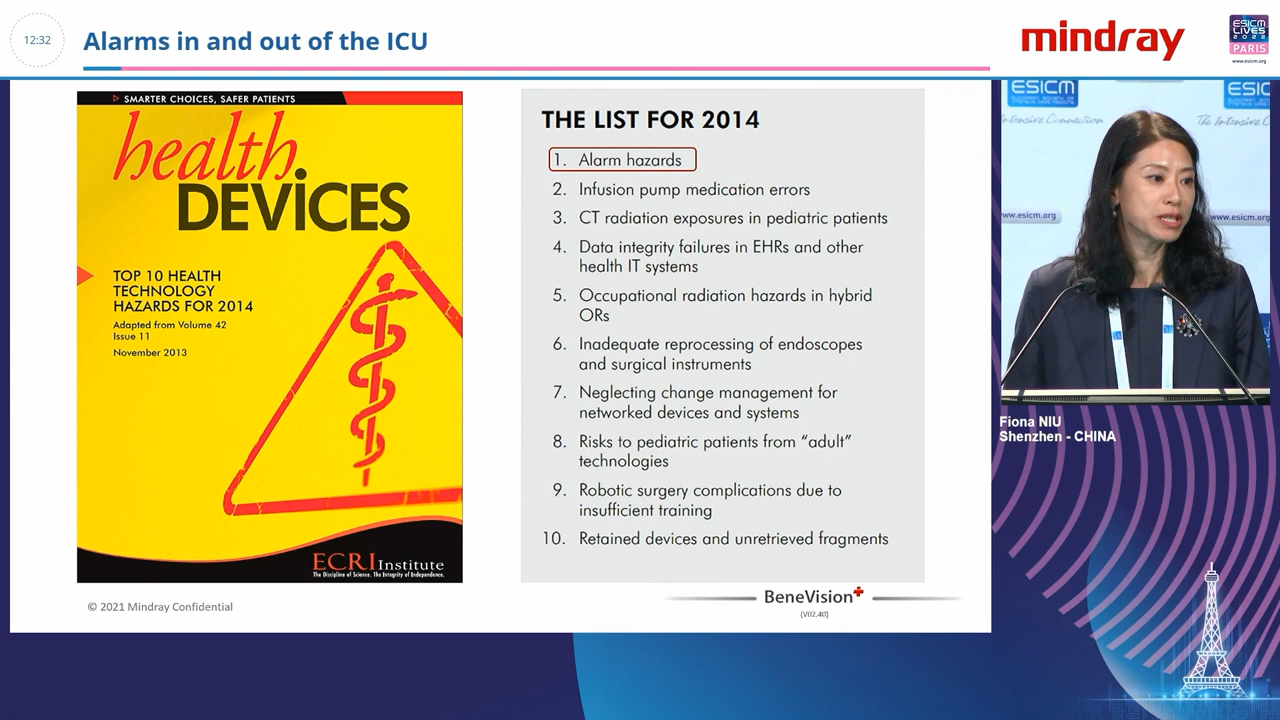 12:32
Alarms in and out of the ICU
mindray
ESICM
LIVES
2022
PARIS
www.esicm.org
SMARTER CHOICES, SAFER PATIENTS
health
DEVICES
TOP 10 HEALTH
TECHNOLOGY
HAZARDS FOR 2014
Adapted from Volume 42
Issue 11
November 2013
ECRI Institute
The Discipline of Science. The Integrity of Independence.
THE LIST FOR 2014
1. Alarm hazards
2. Infusion pump medication errors
3. CT radiation exposures in pediatric patients
4. Data integrity failures in EHRs and other
health IT systems
5. Occupational radiation hazards in hybrid
ORs
6. Inadequate reprocessing of endoscopes
and surgical instruments
7. Neglecting change management for
networked devices and systems
8. Risks to pediatric patients from “adult”
technologies
9. Robotic surgery complications due to
insufficient training
10. Retained devices and unretrieved fragments
© 2021 Mindray Confidential
BeneVision
(V02.40)
ESICM
Intensive Connection
www.esicm.org
ESIC
The Intensive C
www.esicm.org
Fiona NIU
Shenzhen - CHINA